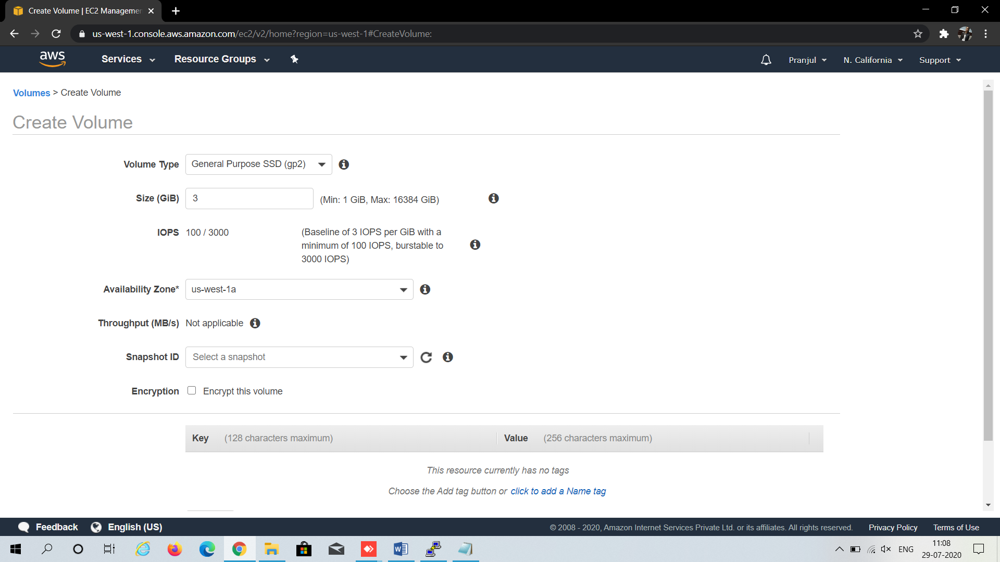 Create Volume | EC2 Managemen
us-west-1.console.aws.amazon.com/ec2/v2/home?region=us-west-1#CreateVolume:
aws
Services
Resource Groups
Pranjul
N. California
Support
Volumes > Create Volume
Create Volume
Volume Type
General Purpose SSD (gp2)
Size (GiB)
3
(Min: 1 GiB, Max: 16384 GiB)
IOPS
100 / 3000
(Baseline of 3 IOPS per GiB with a
minimum of 100 IOPS, burstable to
3000 IOPS)
Availability Zone*
us-west-1a
Throughput (MB/s)
Not applicable
Snapshot ID
Select a snapshot
Encryption
Encrypt this volume
Key (128 characters maximum)
Value (256 characters maximum)
This resource currently has no tags
Choose the Add tag button or click to add a Name tag
Feedback
English (US)
© 2008 - 2020, Amazon Internet Services Private Ltd. or its affiliates. All rights reserved.
Privacy Policy
Terms of Use
ENG
11:08
29-07-2020